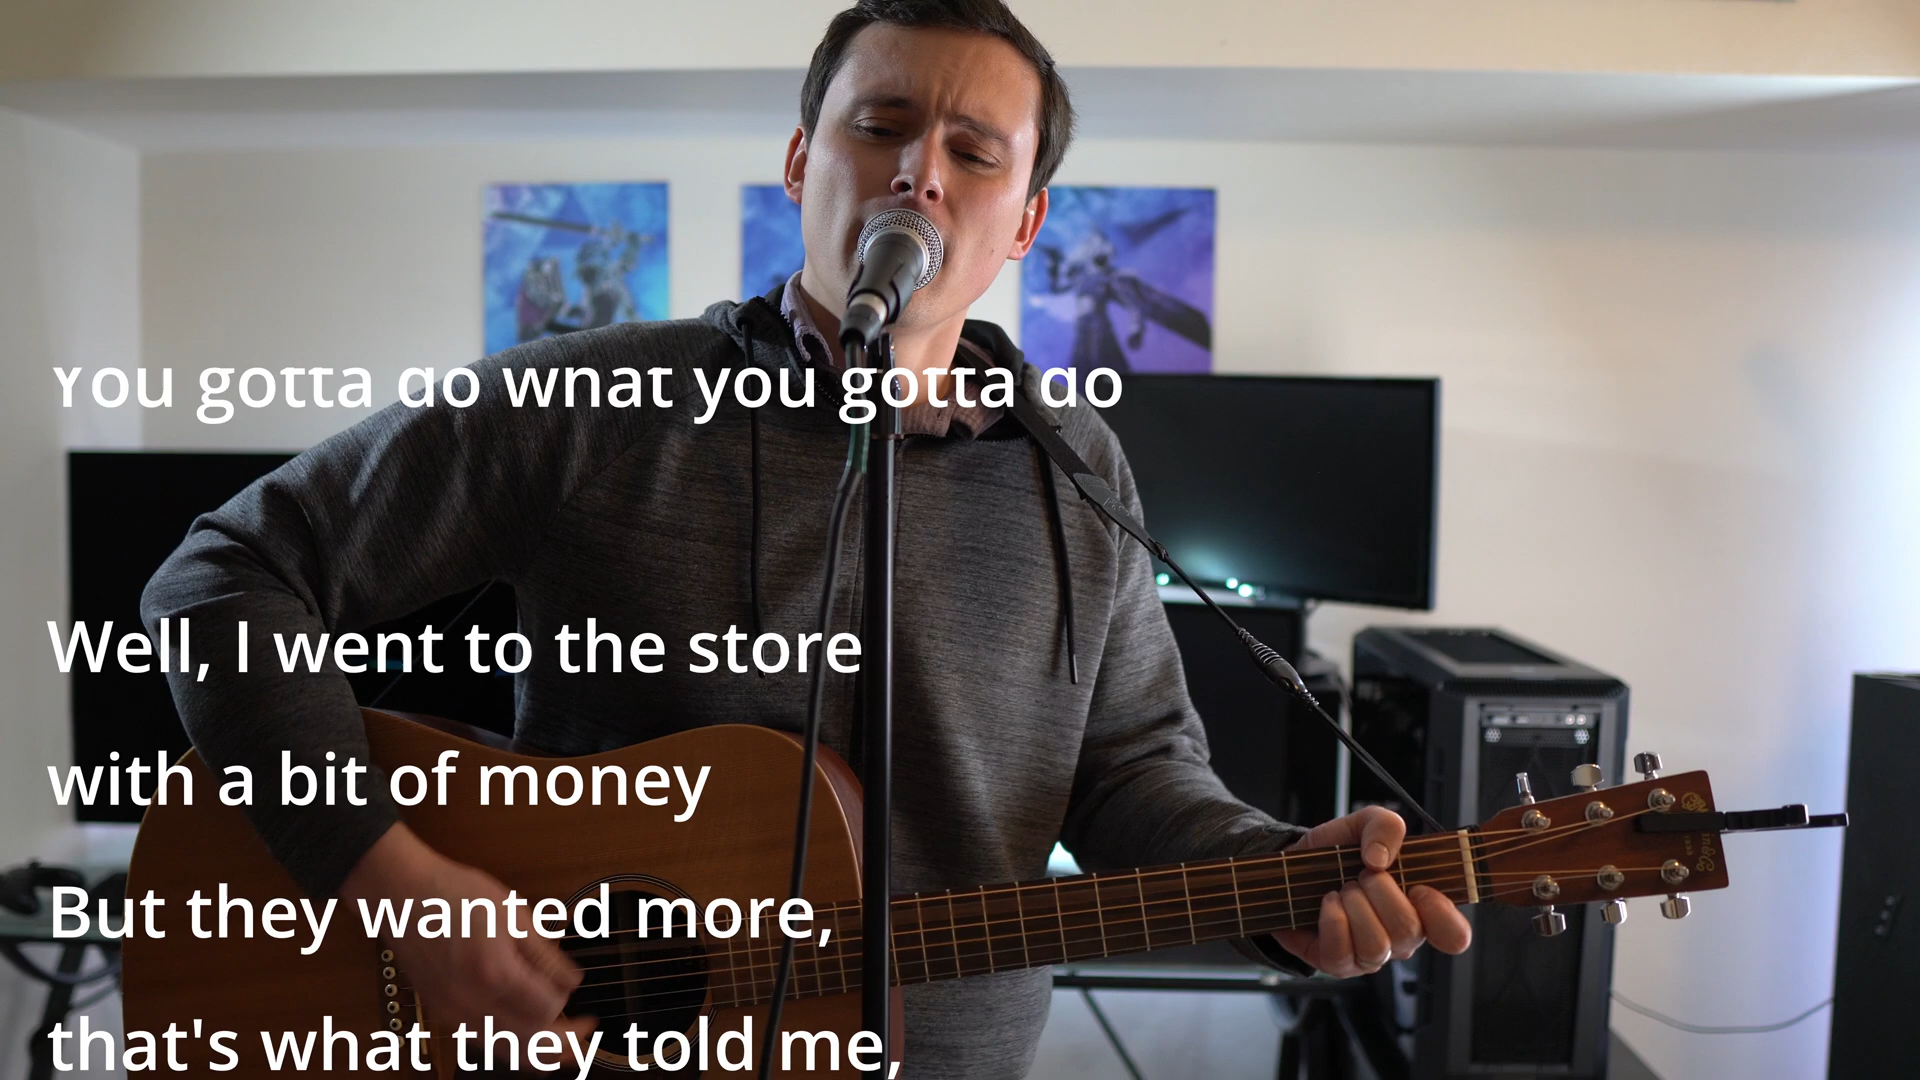 You gotta do what you gotta do
Well, I went to the store
with a bit of money
But they wanted more,
that's what they told me,